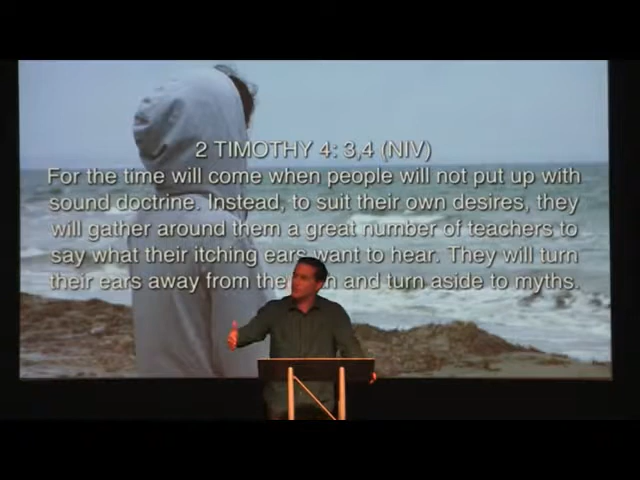 2 TIMOTHY 4: 3,4 (NIV)
For the time will come when people will not put up with
sound doctrine. Instead, to suit their own desires, they
will gather around them a great number of teachers to
say what their itching ears want to hear. They will turn
their ears away from the and turn aside to myths.